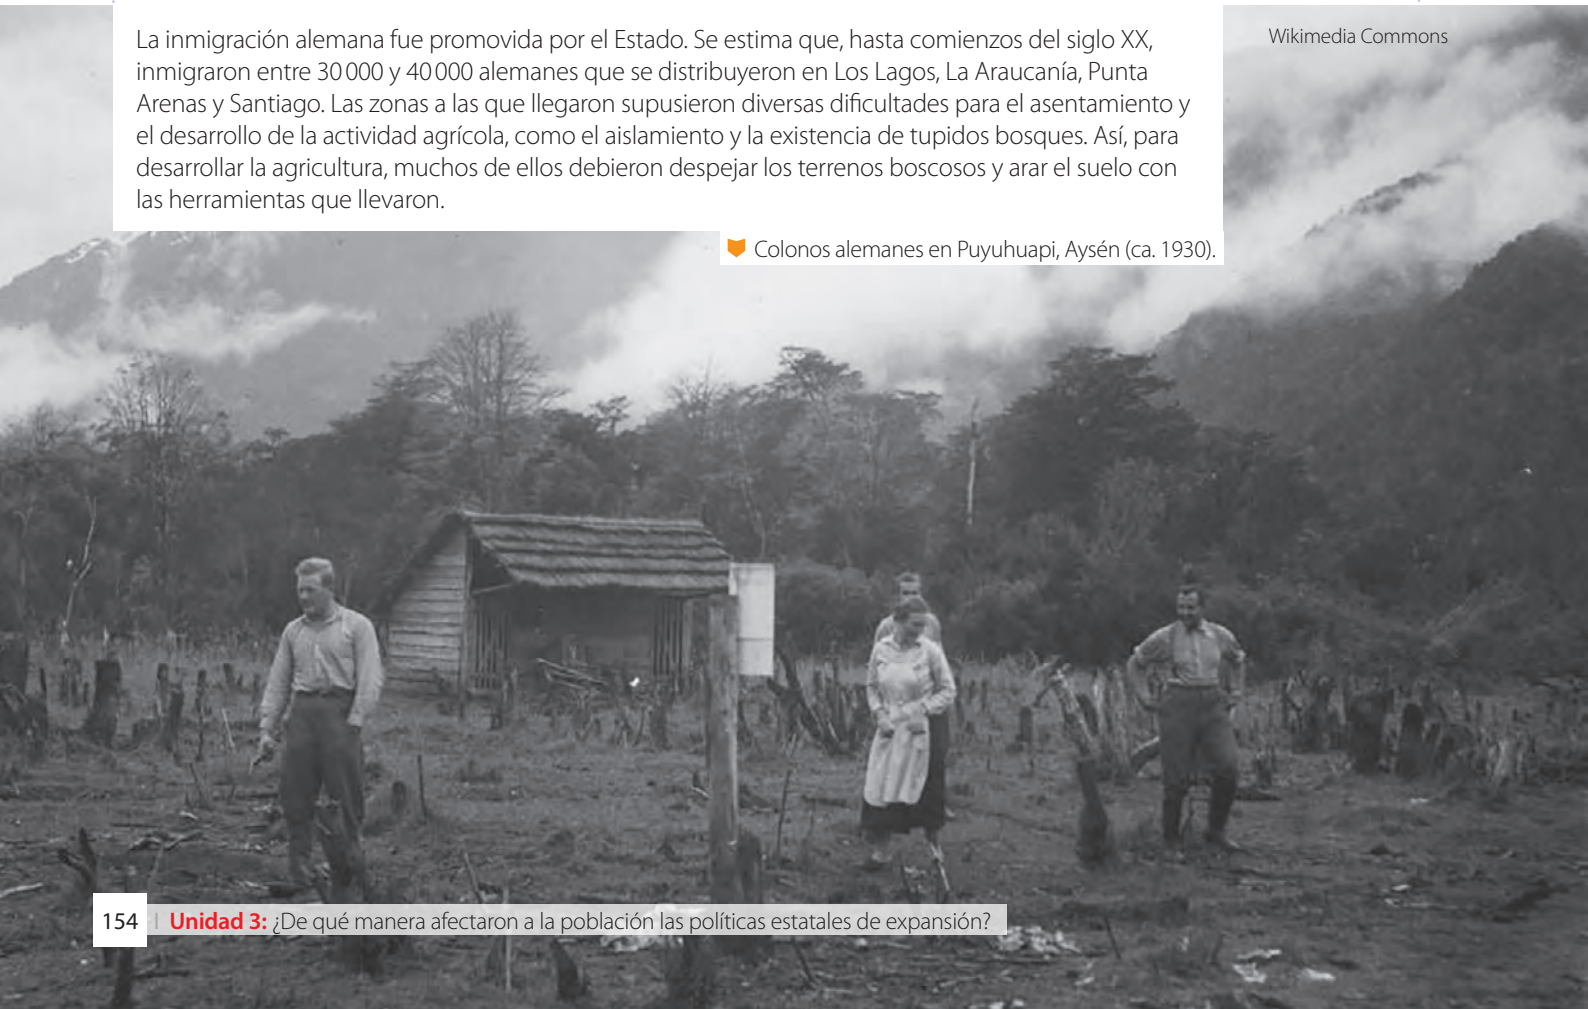 La inmigración alemana fue promovida por el Estado. Se estima que, hasta comienzos del siglo XX,
inmigraron entre 30 000 y 40 000 alemanes que se distribuyeron en Los Lagos, La Araucanía, Punta
Arenas y Santiago. Las zonas a las que llegaron supusieron diversas dificultades para el asentamiento y
el desarrollo de la actividad agrícola, como el aislamiento y la existencia de tupidos bosques. Así, para
desarrollar la agricultura, muchos de ellos debieron despejar los terrenos boscosos y arar el suelo con
las herramientas que llevaron.
Wikimedia Commons
Colonos alemanes en Puyuhuapi, Aysén (ca. 1930).
154 | Unidad 3: ¿De qué manera afectaron a la población las políticas estatales de expansión?